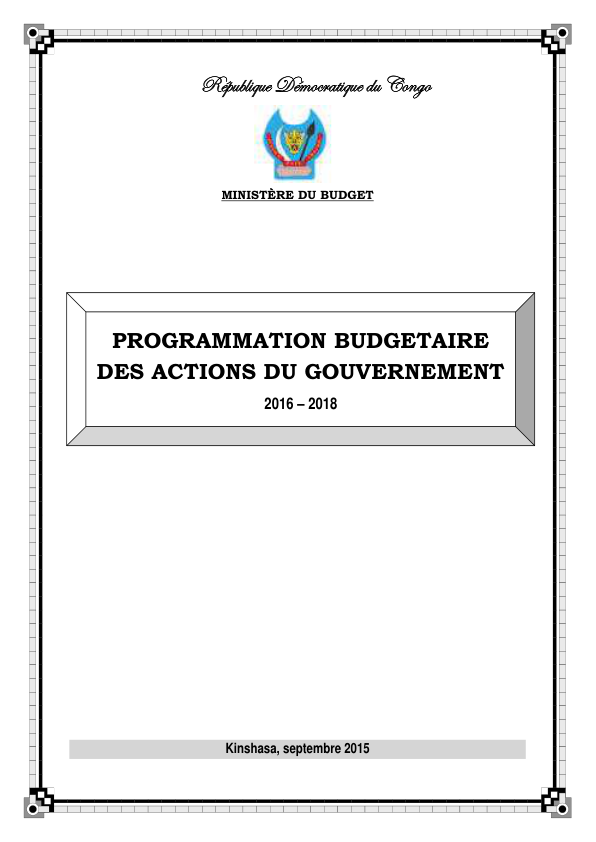 République Démocratique du Congo
MINISTÈRE DU BUDGET
PROGRAMMATION BUDGETAIRE
DES ACTIONS DU GOUVERNEMENT
2016 – 2018
Kinshasa, septembre 2015